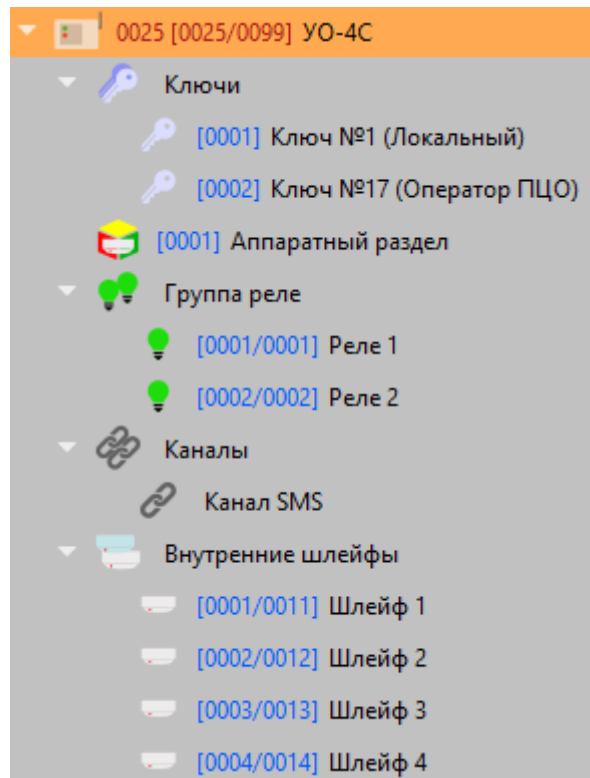 0025 [0025/0099] УО-4С
Ключи
[0001] Ключ №1 (Локальный)
[0002] Ключ №17 (Оператор ПЦО)
[0001] Аппаратный раздел
Группа реле
[0001/0001] Реле 1
[0002/0002] Реле 2
Каналы
Канал SMS
Внутренние шлейфы
[0001/0011] Шлейф 1
[0002/0012] Шлейф 2
[0003/0013] Шлейф 3
[0004/0014] Шлейф 4